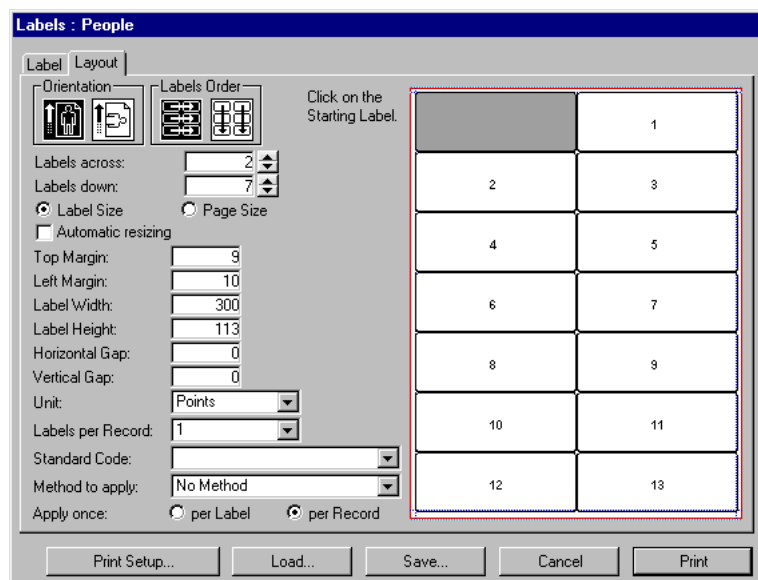 Labels : People
Label Layout
Orientation Labels Order
Click on the
Starting Label.
Labels across: 2
Labels down: 7
Label Size Page Size
Automatic resizing
Top Margin: 9
Left Margin: 10
Label Width: 300
Label Height: 113
Horizontal Gap: 0
Vertical Gap: 0
Unit: Points
Labels per Record: 1
Standard Code:
Method to apply: No Method
Apply once: per Label per Record
1
2 3
4 5
6 7
8 9
10 11
12 13
Print Setup... Load... Save... Cancel Print